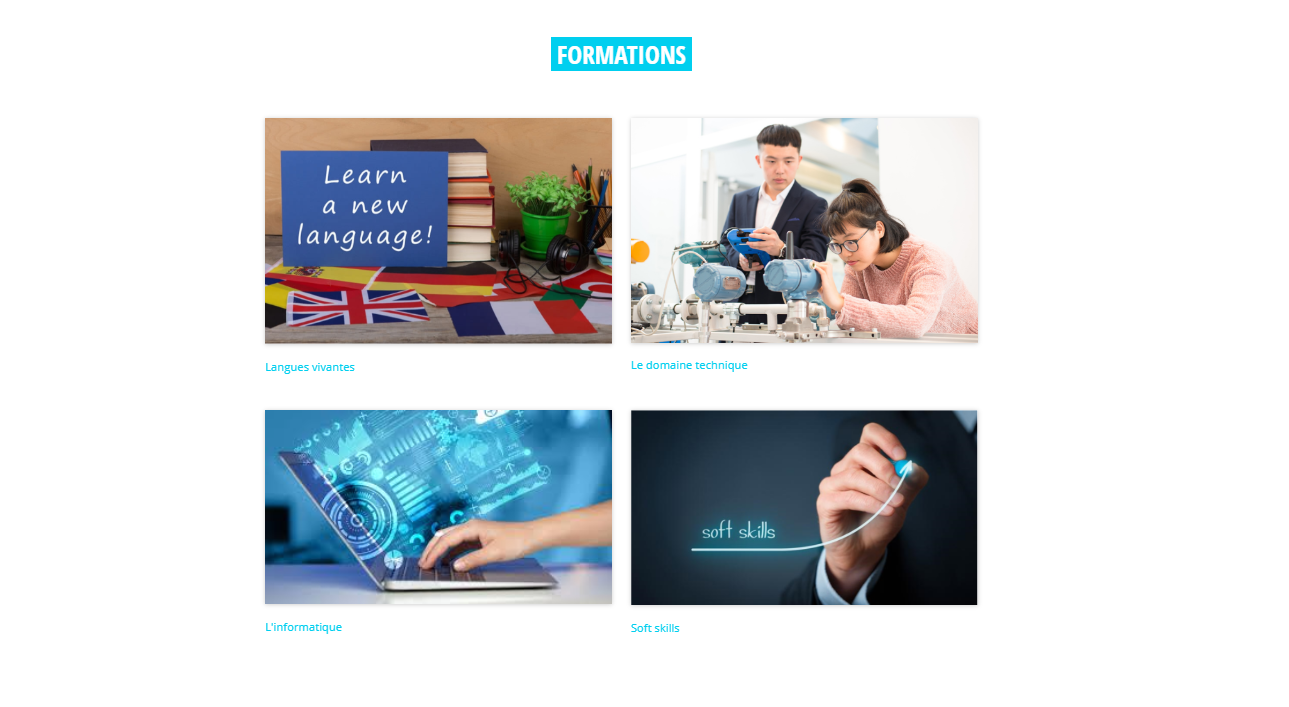 FORMATIONS
Learn
a new
language!
Langues vivantes
Le domaine technique
soft skills
L'informatique
Soft skills